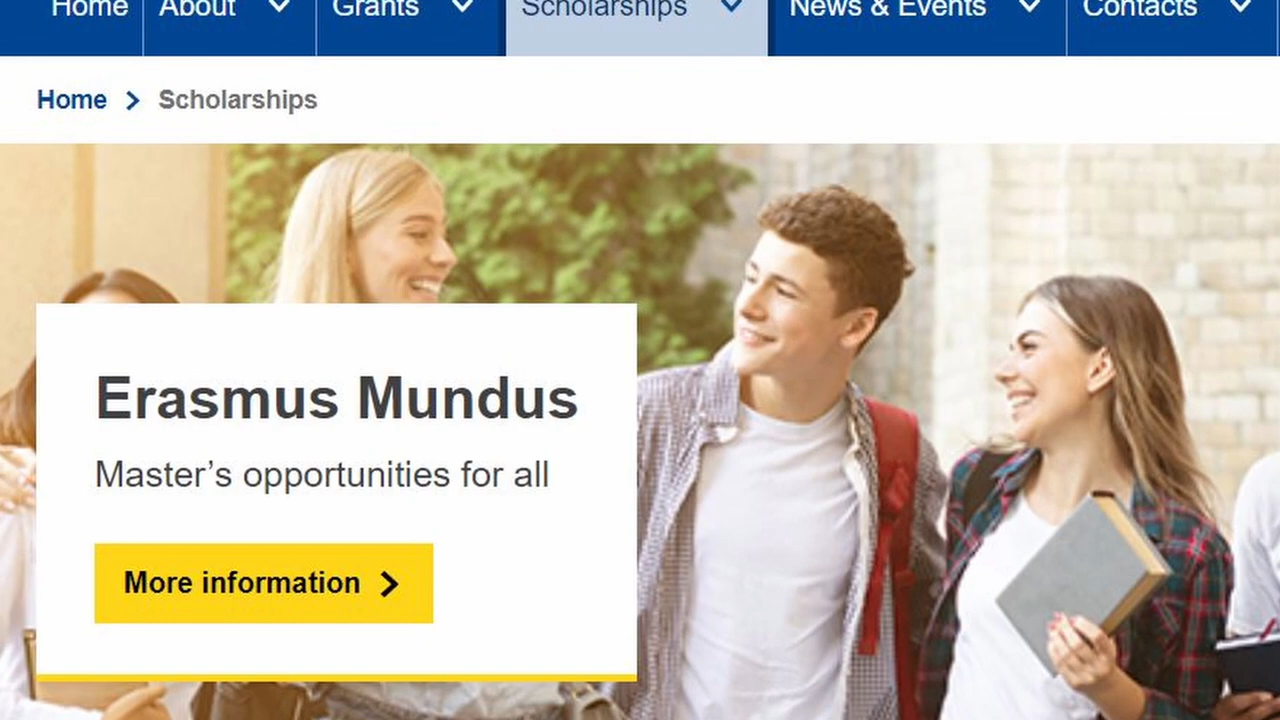 Home About Grants Scholarships News & Events Contacts
Home > Scholarships
Erasmus Mundus
Master’s opportunities for all
More information >